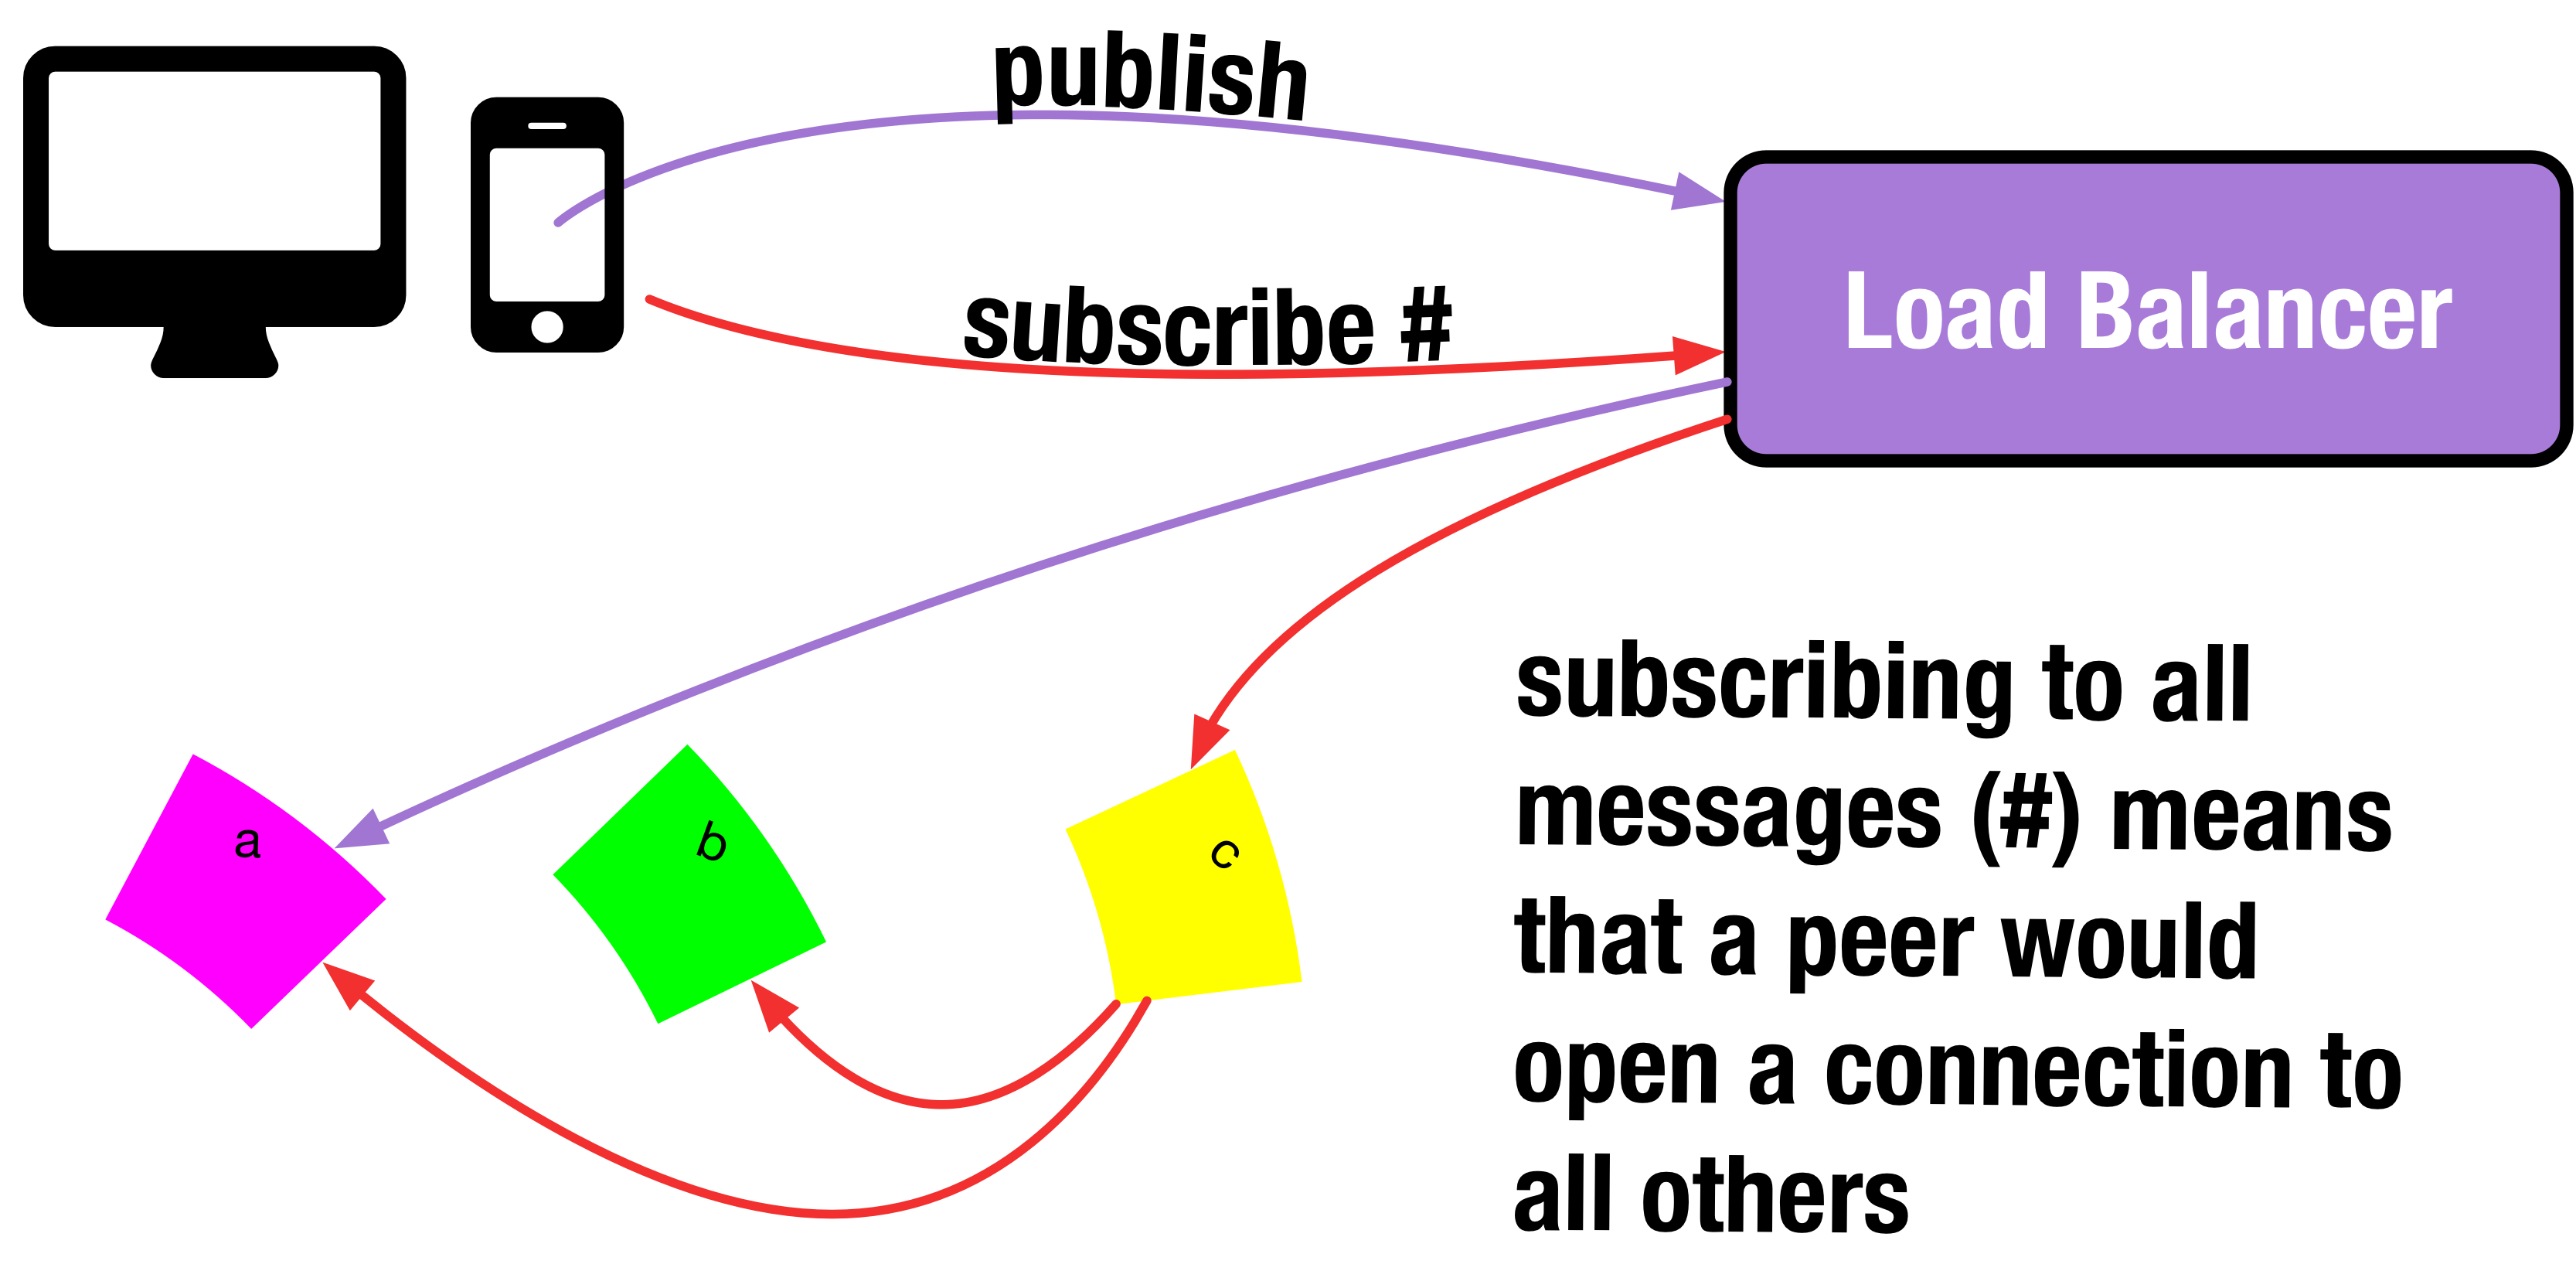 publish
subscribe #
Load Balancer
a
b
c
subscribing to all
messages (#) means
that a peer would
open a connection to
all others